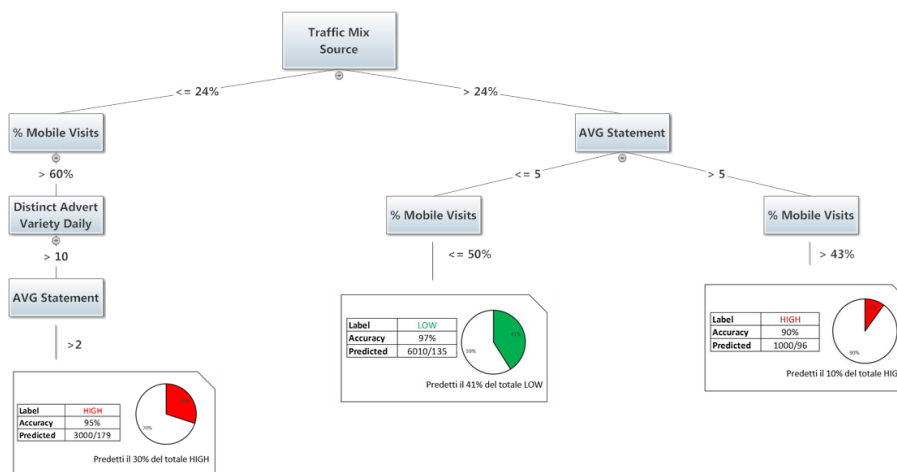 Traffic Mix
Source
<= 24%
> 24%
% Mobile Visits
AVG Statement
> 60%
<= 5
> 5
Distinct Advert
Variety Daily
% Mobile Visits
% Mobile Visits
> 10
<= 50%
> 43%
AVG Statement
>2
Label LOW
Accuracy 97%
Predicted 6010/135
59%
Predetti il 41% del totale LOW
Label HIGH
Accuracy 90%
Predicted 1000/96
90%
Predetti il 10% del totale HIG
Label HIGH
Accuracy 95%
Predicted 3000/179
70%
Predetti il 30% del totale HIGH